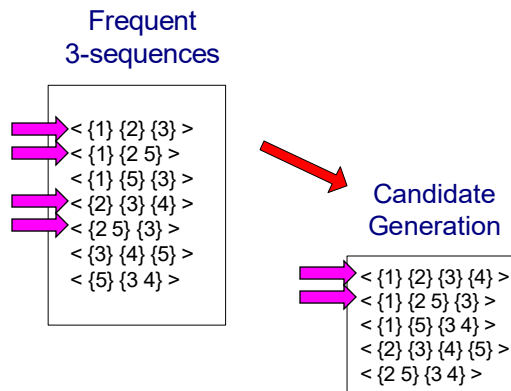 Frequent
3-sequences
< {1} {2} {3} >
< {1} {2 5} >
< {1} {5} {3} >
< {2} {3} {4} >
< {2 5} {3} >
< {3} {4} {5} >
< {5} {3 4} >
Candidate
Generation
< {1} {2} {3} {4} >
< {1} {2 5} {3} >
< {1} {5} {3 4} >
< {2} {3} {4} {5} >
< {2 5} {3 4} >